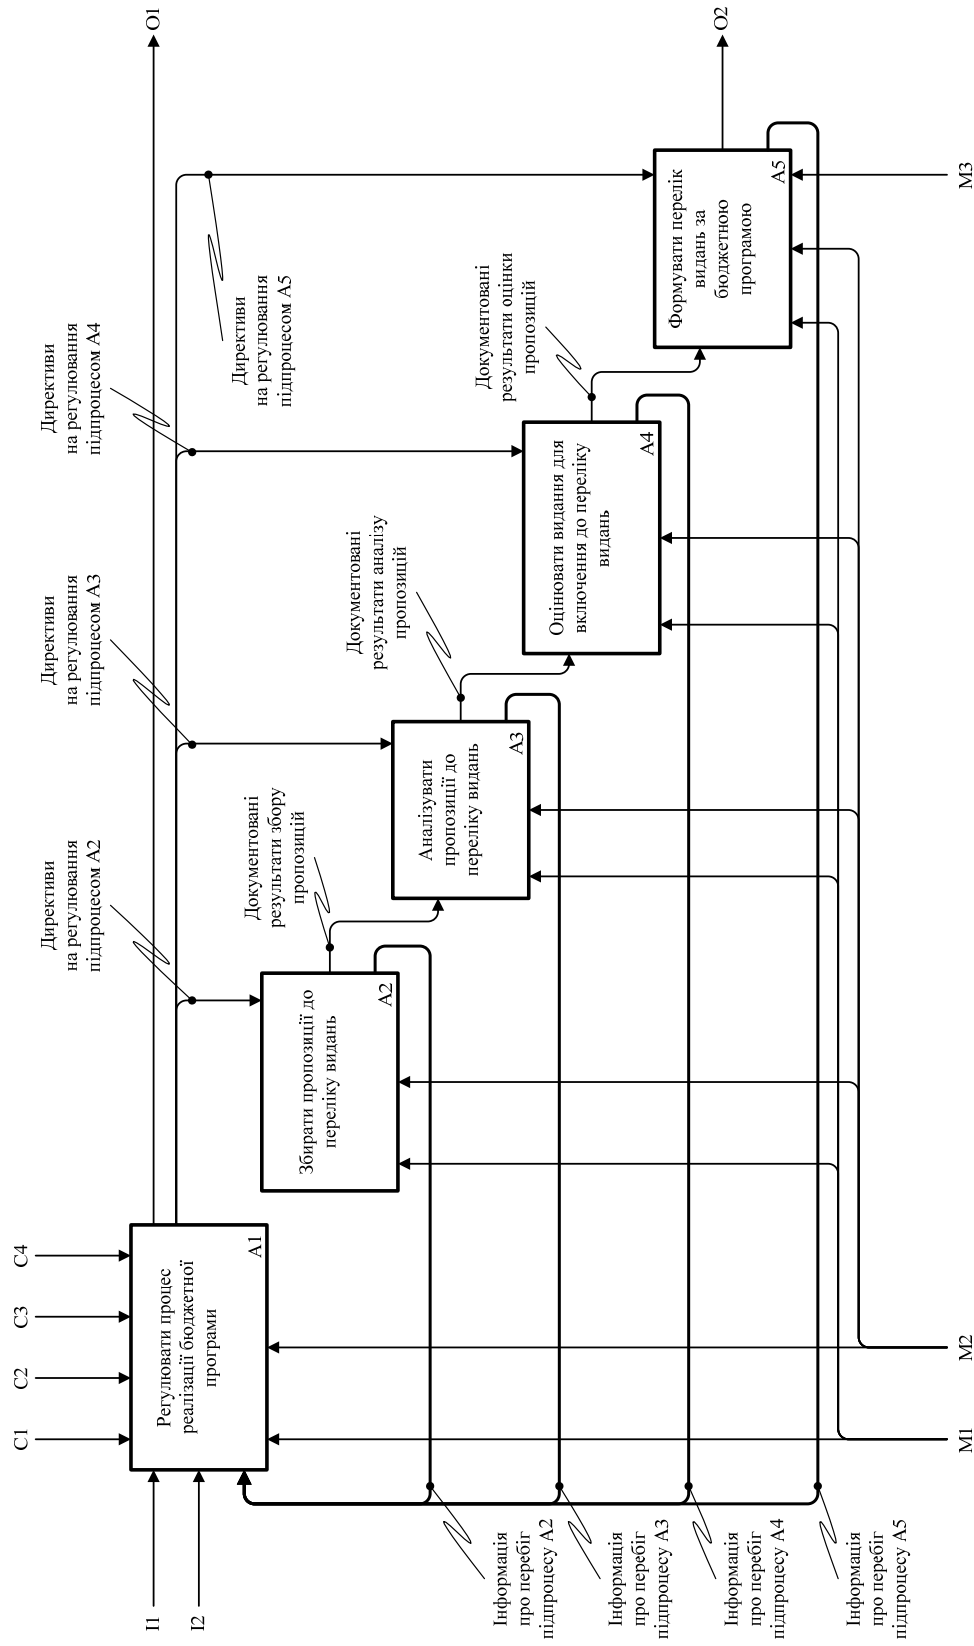 C1
C2
C3
C4
I1
I2
Регулювати процес
реалізації бюджетної
програми
A1
O1
Директиви
на регулювання
підпроцесом A2
Директиви
на регулювання
підпроцесом A3
Директиви
на регулювання
підпроцесом A4
Директиви
на регулювання
підпроцесом A5
Збирати пропозиції до
переліку видань
A2
Документовані
результати збору
пропозицій
Аналізувати
пропозиції до
переліку видань
A3
Документовані
результати аналізу
пропозицій
Оцінювати видання для
включення до переліку
видань
A4
Документовані
результати оцінки
пропозицій
Формувати перелік
видань за
бюджетною
програмою
A5
O2
Інформація
про перебіг
підпроцесу A2
Інформація
про перебіг
підпроцесу A3
Інформація
про перебіг
підпроцесу A4
Інформація
про перебіг
підпроцесу A5
M1
M2
M3